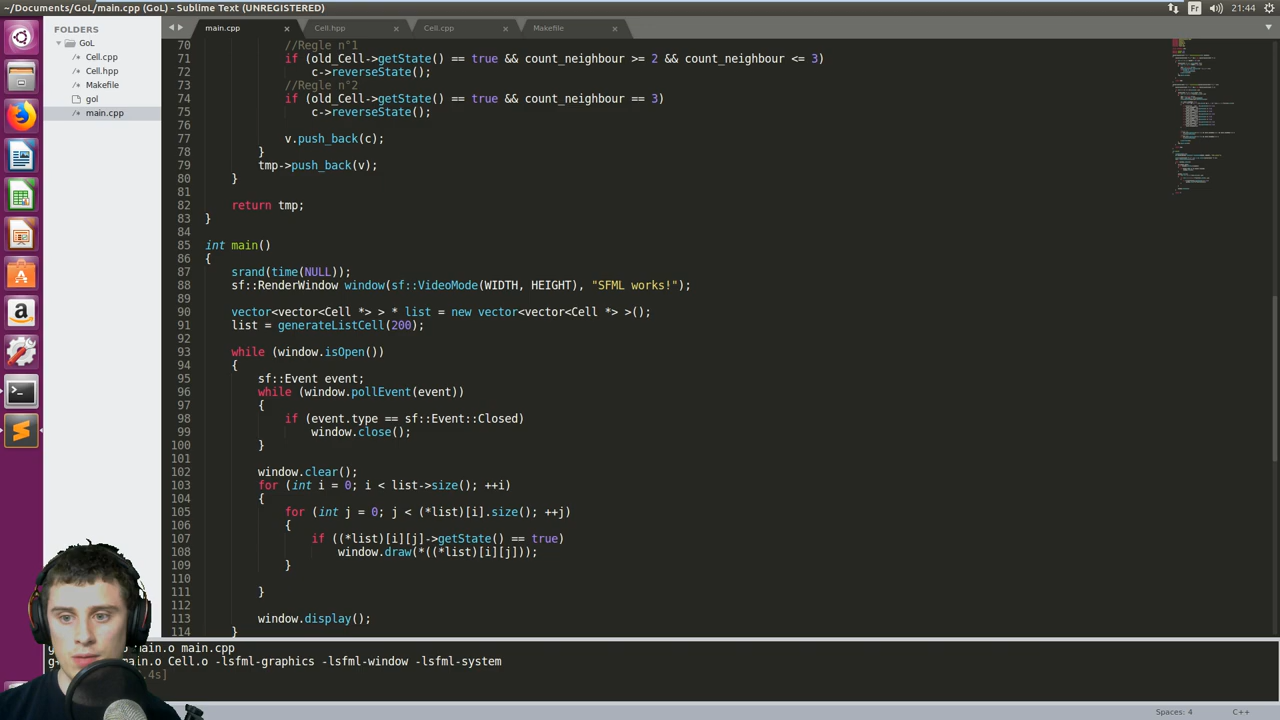 ~/Documents/GoL/main.cpp (GoL) - Sublime Text (UNREGISTERED)
Fr
21:44
FOLDERS
GoL
Cell.cpp
Cell.hpp
Makefile
gol
main.cpp
main.cpp
Cell.hpp
Cell.cpp
Makefile
70 //Regle n°1
71 if (old_Cell->getState() == true && count_neighbour >= 2 && count_neighbour <= 3)
72 c->reverseState();
73 //Regle n°2
74 if (old_Cell->getState() == true && count_neighbour == 3)
75 c->reverseState();
76
77 v.push_back(c);
78 }
79 tmp->push_back(v);
80 }
81
82 return tmp;
83 }
84
85 int main()
86 {
87 srand(time(NULL));
88 sf::RenderWindow window(sf::VideoMode(WIDTH, HEIGHT), "SFML works!");
89
90 vector<vector<Cell *> > * list = new vector<vector<Cell *> >();
91 list = generateListCell(200);
92
93 while (window.isOpen())
94 {
95 sf::Event event;
96 while (window.pollEvent(event))
97 {
98 if (event.type == sf::Event::Closed)
99 window.close();
100 }
101
102 window.clear();
103 for (int i = 0; i < list->size(); ++i)
104 {
105 for (int j = 0; j < (*list)[i].size(); ++j)
106 {
107 if ((*list)[i][j]->getState() == true)
108 window.draw(*((*list)[i][j]));
109 }
110
111 }
112
113 window.display();
114 }
main.o main.cpp
main.o Cell.o -lsfml-graphics -lsfml-window -lsfml-system
.4s]
Spaces: 4
C++